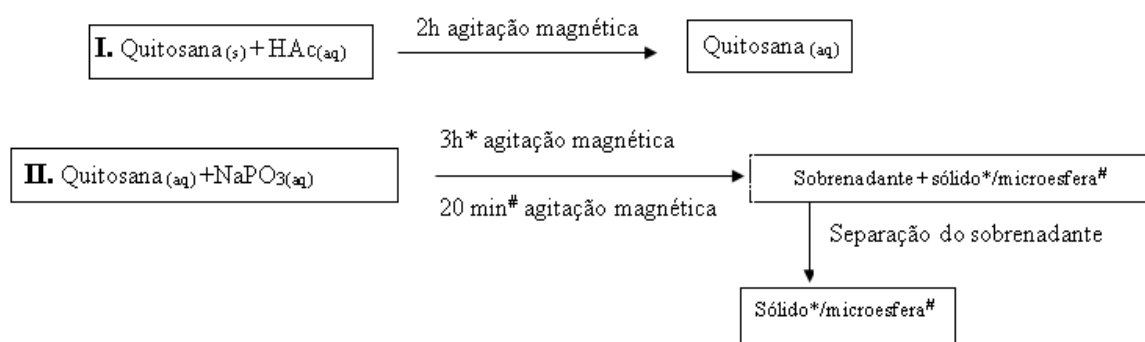 I. Quitosana (s) + HAc(aq)
2h agitação magnética
Quitosana (aq)
II. Quitosana (aq) +NaPO3(aq)
3h* agitação magnética
20 min# agitação magnética
Sobrenadante + sólido*/microesfera#
Separação do sobrenadante
Sólido*/microesfera#